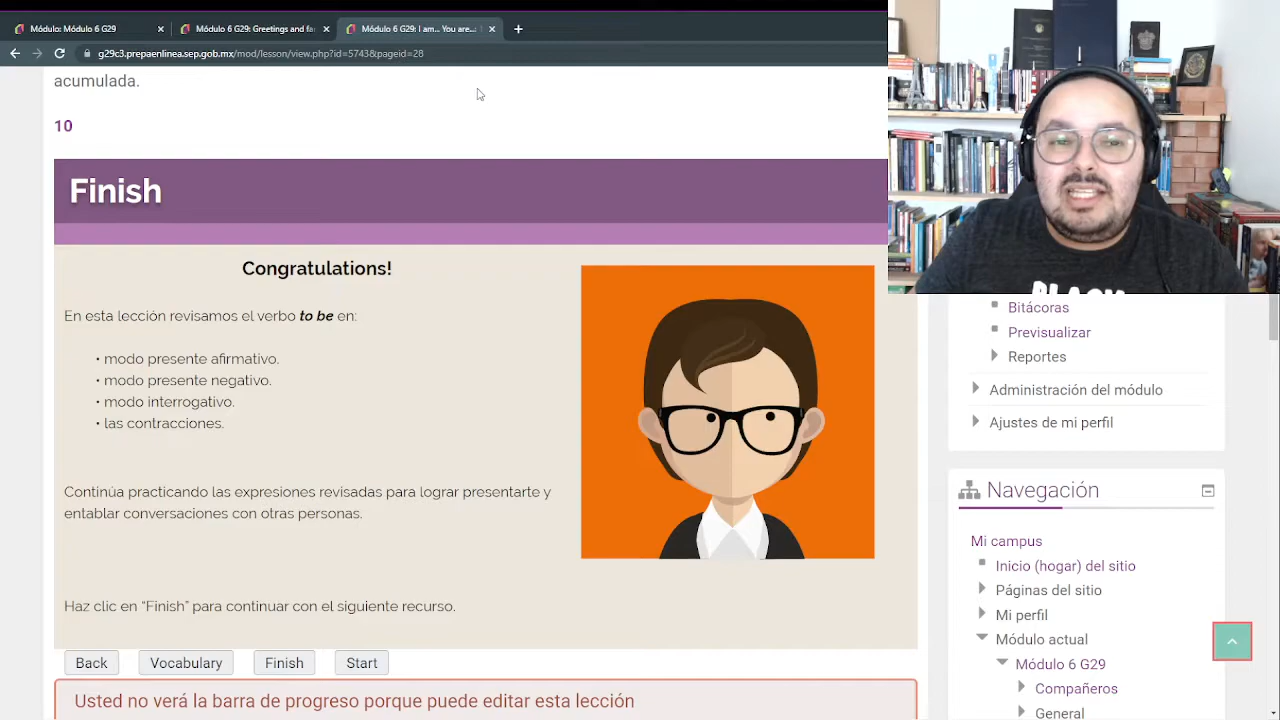 Módulo: Módulo 6 G29
Módulo 6 G29: Greetings and fa
Módulo 6 G29: I am... You are...:
g29c3.prepaenlinea.sep.gob.mx/mod/lesson/view.php?id=5743&pageid=28
acumulada.
10
Finish
Congratulations!
En esta lección revisamos el verbo to be en:
• modo presente afirmativo.
• modo presente negativo.
• modo interrogativo.
• las contracciones.
Continúa practicando las expresiones revisadas para lograr presentarte y
entablar conversaciones con otras personas.
Haz clic en “Finish” para continuar con el siguiente recurso.
Back
Vocabulary
Finish
Start
Usted no verá la barra de progreso porque puede editar esta lección
BLACK
Bitácoras
Previsualizar
Reportes
Administración del módulo
Ajustes de mi perfil
Navegación
Mi campus
Inicio (hogar) del sitio
Páginas del sitio
Mi perfil
Módulo actual
Módulo 6 G29
Compañeros
General